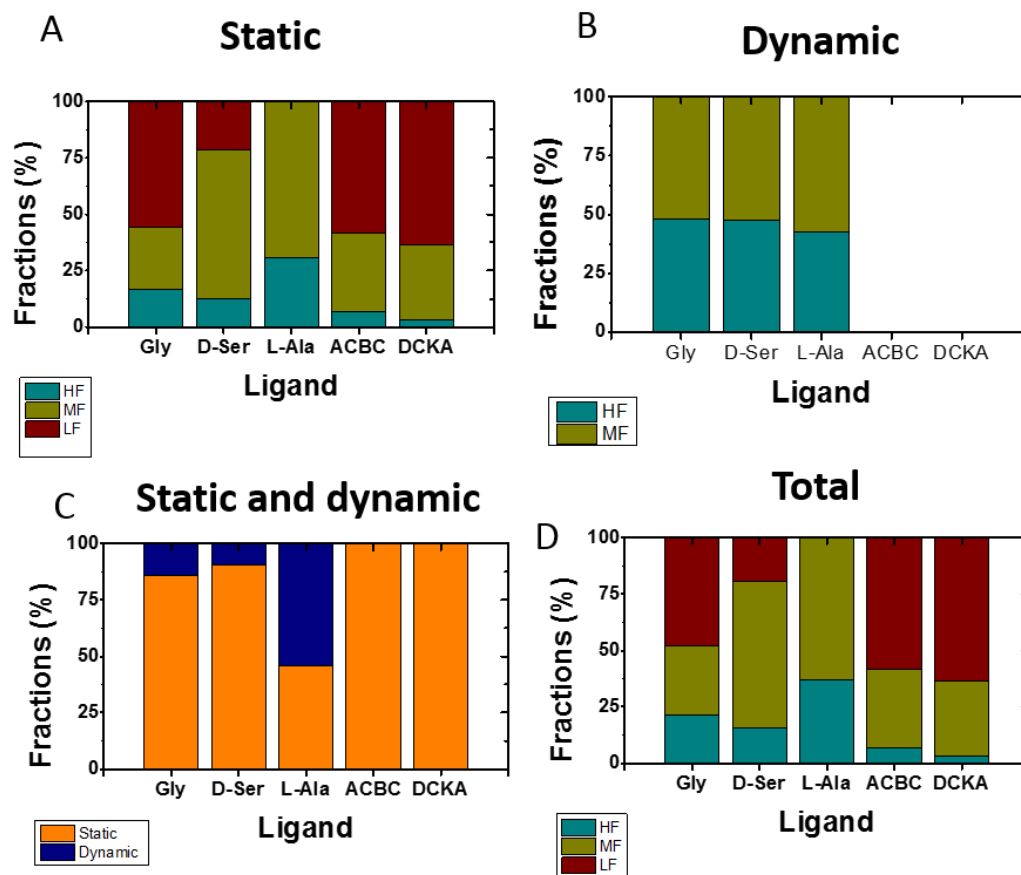 A
Static
Fractions (%)
100
75
50
25
0
Gly D-Ser L-Ala ACBC DCKA
Ligand
HF
MF
LF
B
Dynamic
Fractions (%)
100
75
50
25
0
Gly D-Ser L-Ala ACBC DCKA
Ligand
HF
MF
C
Static and dynamic
Fractions (%)
100
75
50
25
0
Gly D-Ser L-Ala ACBC DCKA
Ligand
Static
Dynamic
D
Total
Fractions (%)
100
75
50
25
0
Gly D-Ser L-Ala ACBC DCKA
Ligand
HF
MF
LF